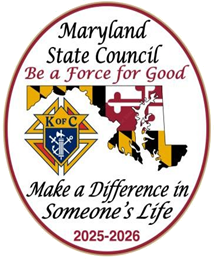 Maryland
State Council
Be a Force for Good
K OF C
Make a Difference in
Someone's Life
2025-2026